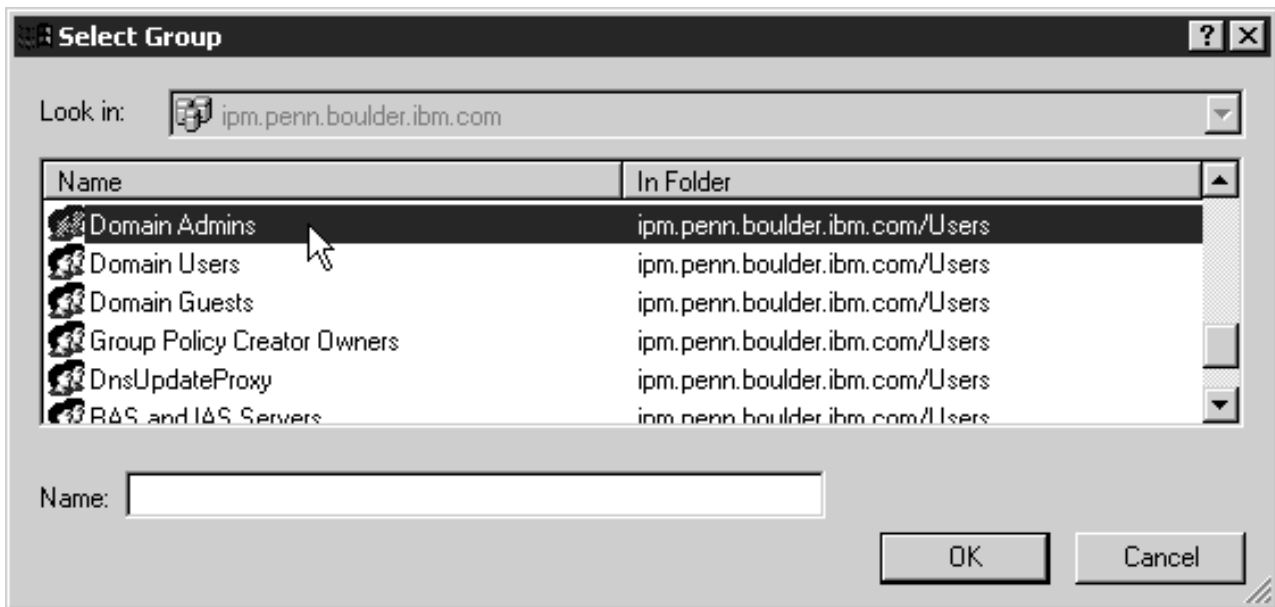 Select Group
Look in: ipm.penn.boulder.ibm.com
Name In Folder
Domain Admins ipm.penn.boulder.ibm.com/Users
Domain Users ipm.penn.boulder.ibm.com/Users
Domain Guests ipm.penn.boulder.ibm.com/Users
Group Policy Creator Owners ipm.penn.boulder.ibm.com/Users
DnsUpdateProxy ipm.penn.boulder.ibm.com/Users
RAS and IAS Servers ipm.penn.boulder.ibm.com/Users
Name:
OK Cancel